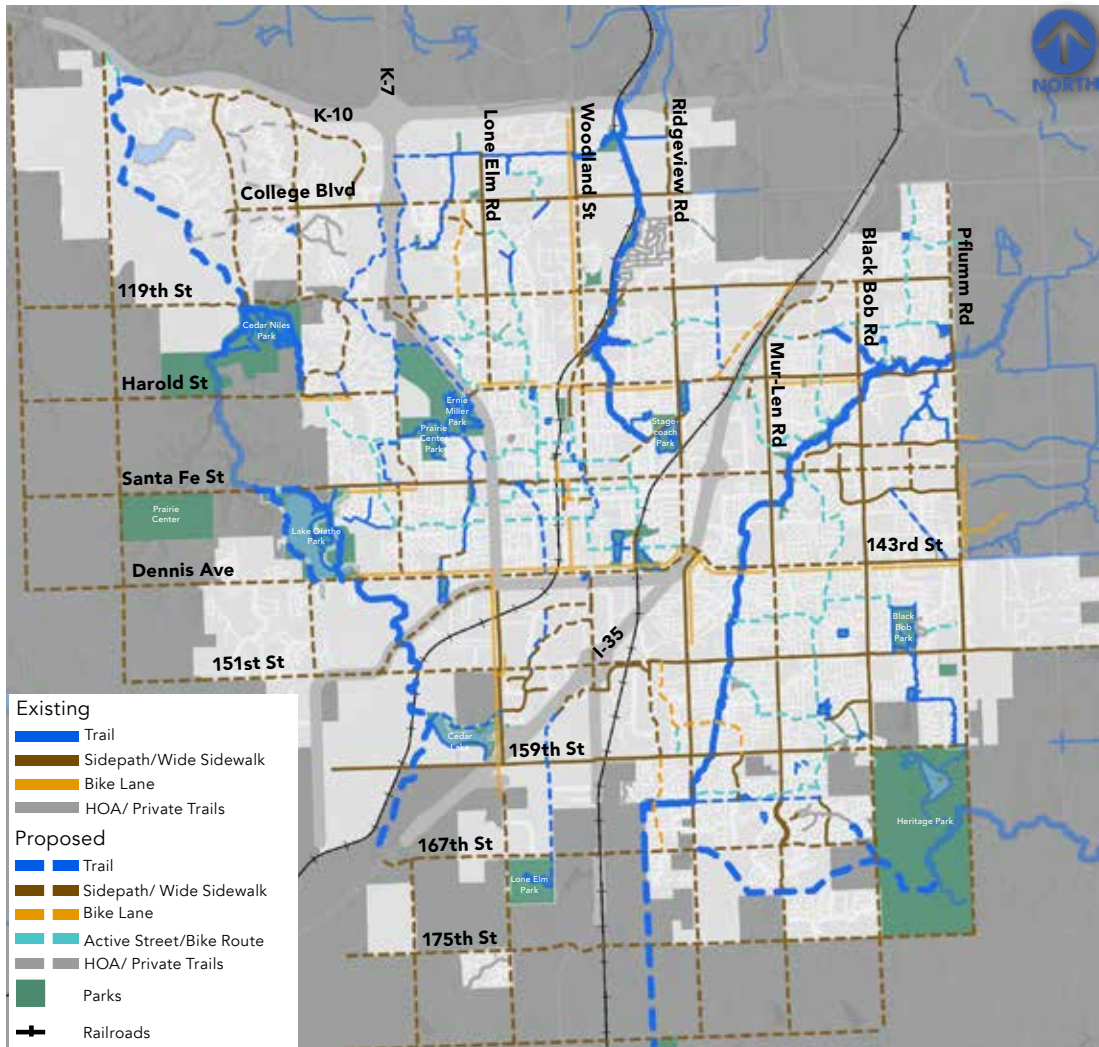 NORTH
K-7
K-10
Lone Elm Rd
Woodland St
Ridgeview Rd
College Blvd
Black Bob Rd
Pflumm Rd
119th St
Cedar Niles
Park
Mur-Len Rd
Harold St
Ernie
Miller
Park
Prairie
Center
Park
Stage-
coach
Park
Santa Fe St
Prairie
Center
Lake Olathe
Park
143rd St
Dennis Ave
Black
Bob
Park
I-35
151st St
Cedar
Lake
159th St
Heritage Park
167th St
Lone Elm
Park
175th St
Existing
Trail
Sidepath/Wide Sidewalk
Bike Lane
HOA/ Private Trails
Proposed
Trail
Sidepath/ Wide Sidewalk
Bike Lane
Active Street/Bike Route
HOA/ Private Trails
Parks
Railroads